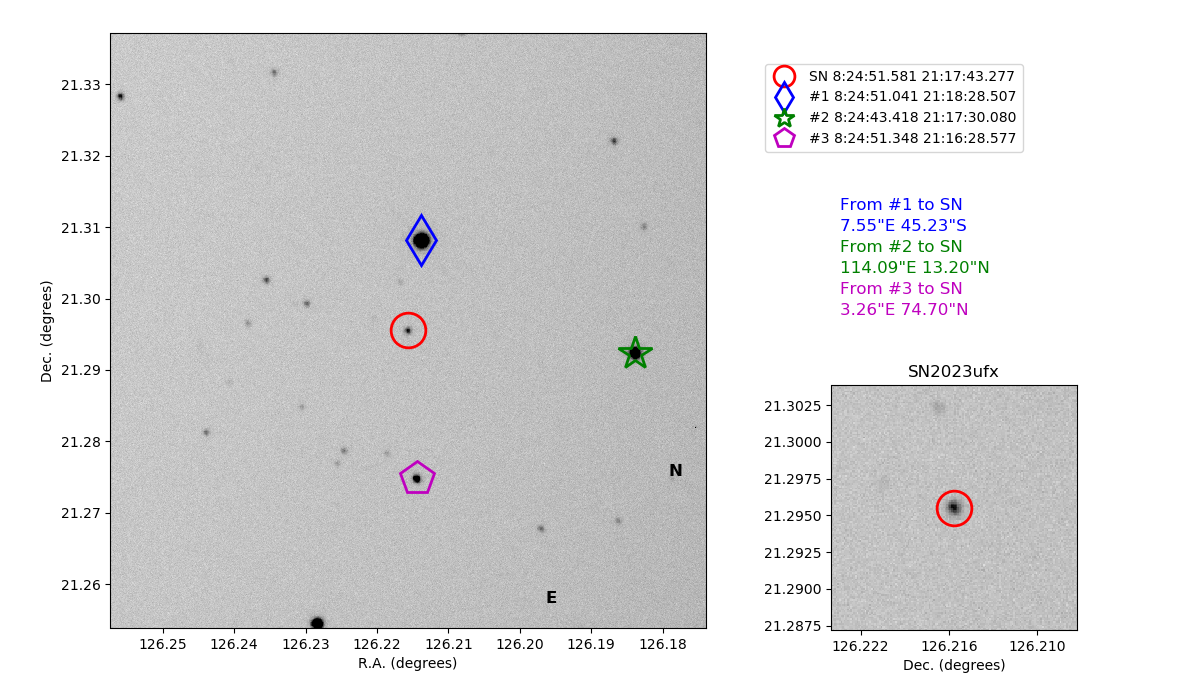 21.33
21.32
21.31
21.30
21.29
21.28
21.27
21.26
Dec. (degrees)
126.25 126.24 126.23 126.22 126.21 126.20 126.19 126.18
R.A. (degrees)
N
E
SN 8:24:51.581 21:17:43.277
#1 8:24:51.041 21:18:28.507
#2 8:24:43.418 21:17:30.080
#3 8:24:51.348 21:16:28.577
From #1 to SN
7.55"E 45.23"S
From #2 to SN
114.09"E 13.20"N
From #3 to SN
3.26"E 74.70"N
SN2023ufx
21.3025
21.3000
21.2975
21.2950
21.2925
21.2900
21.2875
126.222 126.216 126.210
Dec. (degrees)